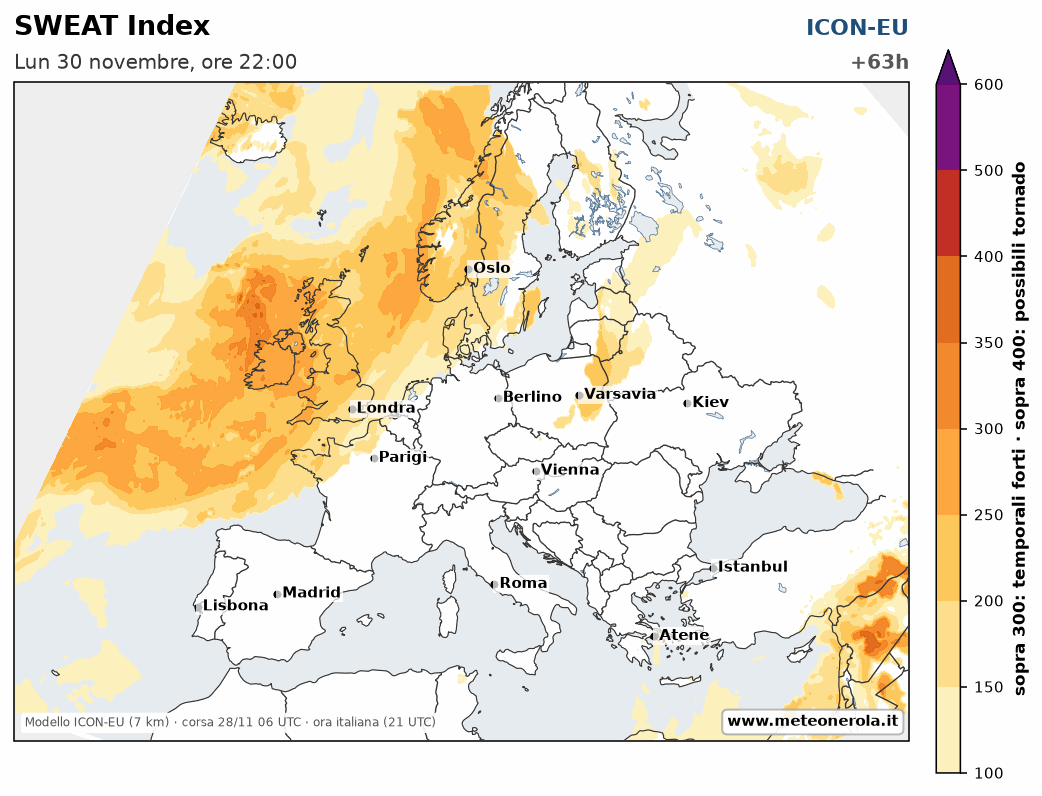 SWEAT Index
ICON-EU
Lun 30 novembre, ore 22:00
+63h
600
500
400
350
300
250
200
150
100
sopra 300: temporali forti · sopra 400: possibili tornado
Oslo
Berlino
Varsavia
Kiev
Londra
Parigi
Vienna
Istanbul
Roma
Madrid
Lisbona
Atene
Modello ICON-EU (7 km) · corsa 28/11 06 UTC · ora italiana (21 UTC)
www.meteonerola.it